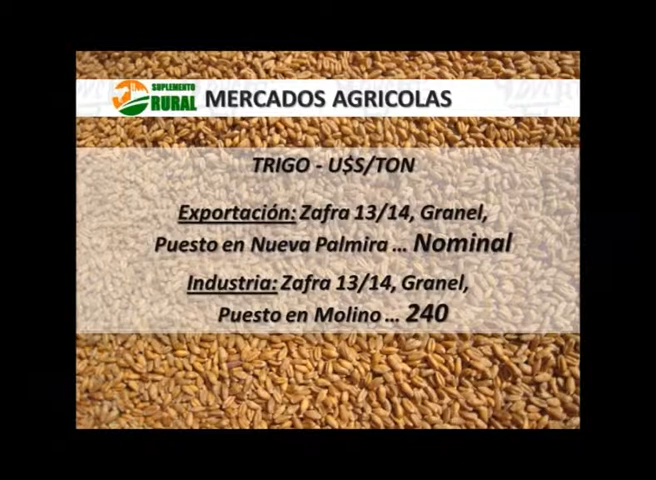 SUPLEMENTO
RURAL
MERCADOS AGRICOLAS
TRIGO - U$S/TON
Exportación: Zafra 13/14, Granel,
Puesto en Nueva Palmira ... Nominal
Industria: Zafra 13/14, Granel,
Puesto en Molino ... 240